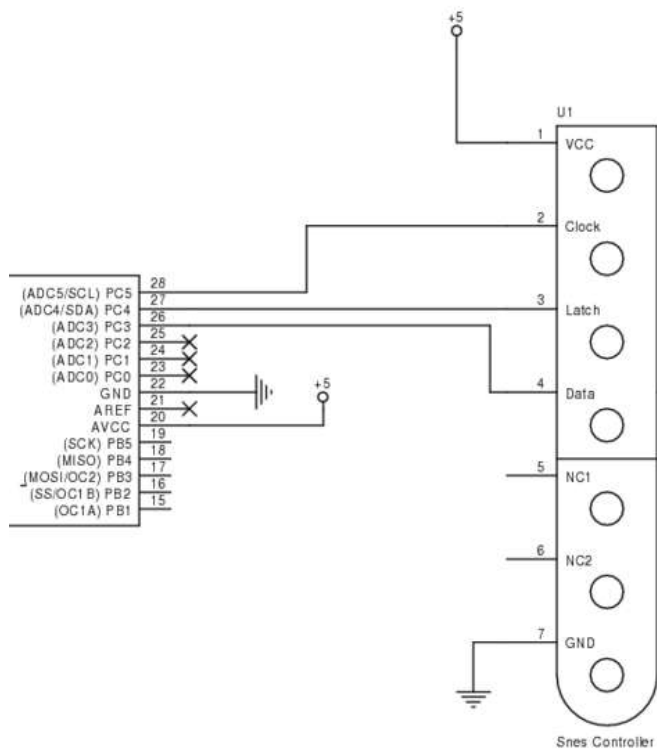 +5
U1
1 VCC
2 Clock
3 Latch
4 Data
5 NC1
6 NC2
7 GND
Snes Controller
(ADC5/SCL) PC5 28
(ADC4/SDA) PC4 27
(ADC3) PC3 26
(ADC2) PC2 25
(ADC1) PC1 24
(ADC0) PC0 23
GND 22
AREF 21
AVCC 20
(SCK) PB5 19
(MISO) PB4 18
(MOSI/OC2) PB3 17
(SS/OC1B) PB2 16
(OC1A) PB1 15
+5